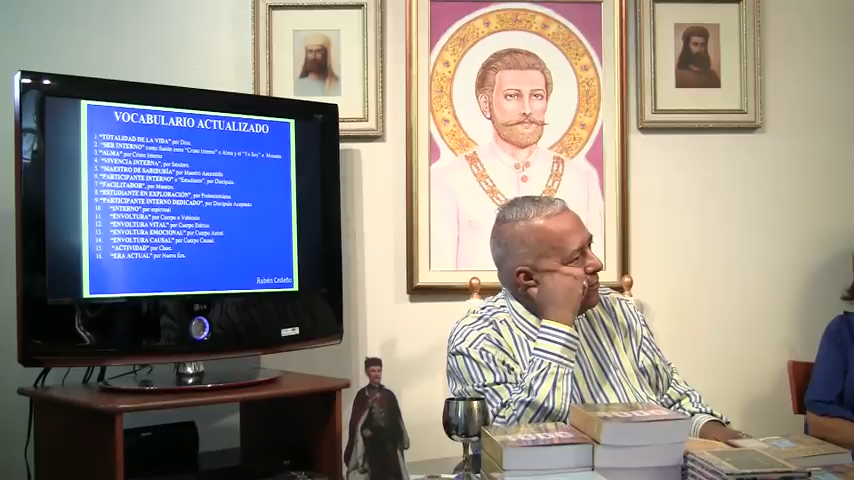 VOCABULARIO ACTUALIZADO
1. "TOTALIDAD DE LA VIDA" por Dios.
2. "SER INTERNO" como fusión entre "Cristo Interno" o Alma y el "Yo Soy" o Mónada.
3. "ALMA" por Cristo Interno
4. "VIVENCIA INTERNA", por Sendero.
5. "MAESTRO DE SABIDURÍA" por Maestro Ascendido
6. "PARTICIPANTE INTERNO" o "Estudiante", por Discípulo.
7. "FACILITADOR", por Maestro.
8. "ESTUDIANTE EN EXPLORACIÓN" por Probacionista.
9. "PARTICIPANTE INTERNO DEDICADO", por Discípulo Aceptado
10. "INTERNO" por espiritual
11. "ENVOLTURA" por Cuerpo o Vehículo
12. "ENVOLTURA VITAL" por Cuerpo Etérico
13. "ENVOLTURA EMOCIONAL" por Cuerpo Astral
14. "ENVOLTURA CAUSAL" por Cuerpo Causal.
15. "ACTIVIDAD" por Clase.
16. "ERA ACTUAL" por Nueva Era.
Rubén Cedeño
LG